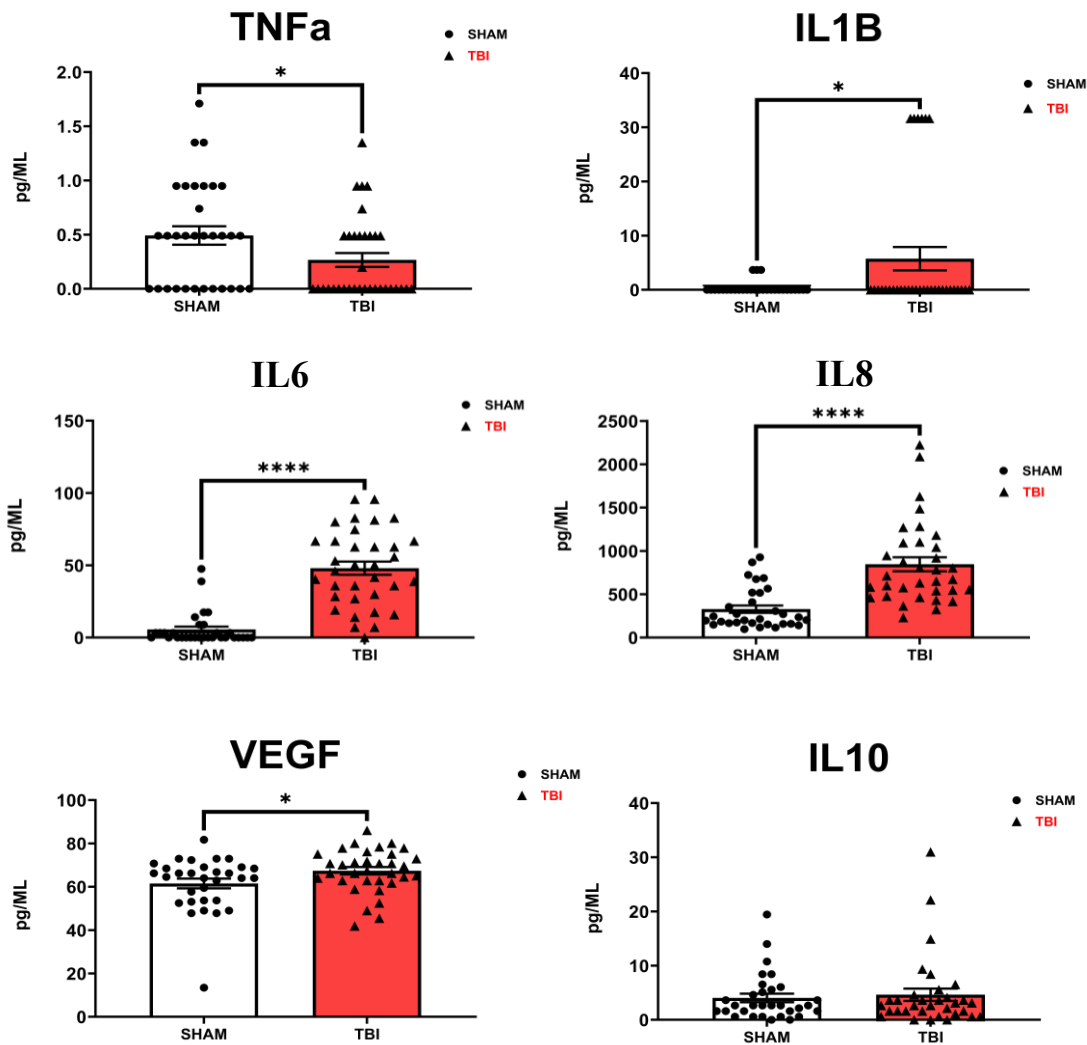 TNFa
SHAM
TBI
*
2.0
1.5
1.0
0.5
0.0
pg/ML
SHAM
TBI
IL1B
SHAM
TBI
*
40
30
20
10
0
pg/ML
SHAM
TBI
IL6
SHAM
TBI
****
150
100
50
0
pg/ML
SHAM
TBI
IL8
SHAM
TBI
****
2500
2000
1500
1000
500
0
pg/ML
SHAM
TBI
VEGF
SHAM
TBI
*
100
80
60
40
20
0
pg/ML
SHAM
TBI
IL10
SHAM
TBI
40
30
20
10
0
pg/ML
SHAM
TBI